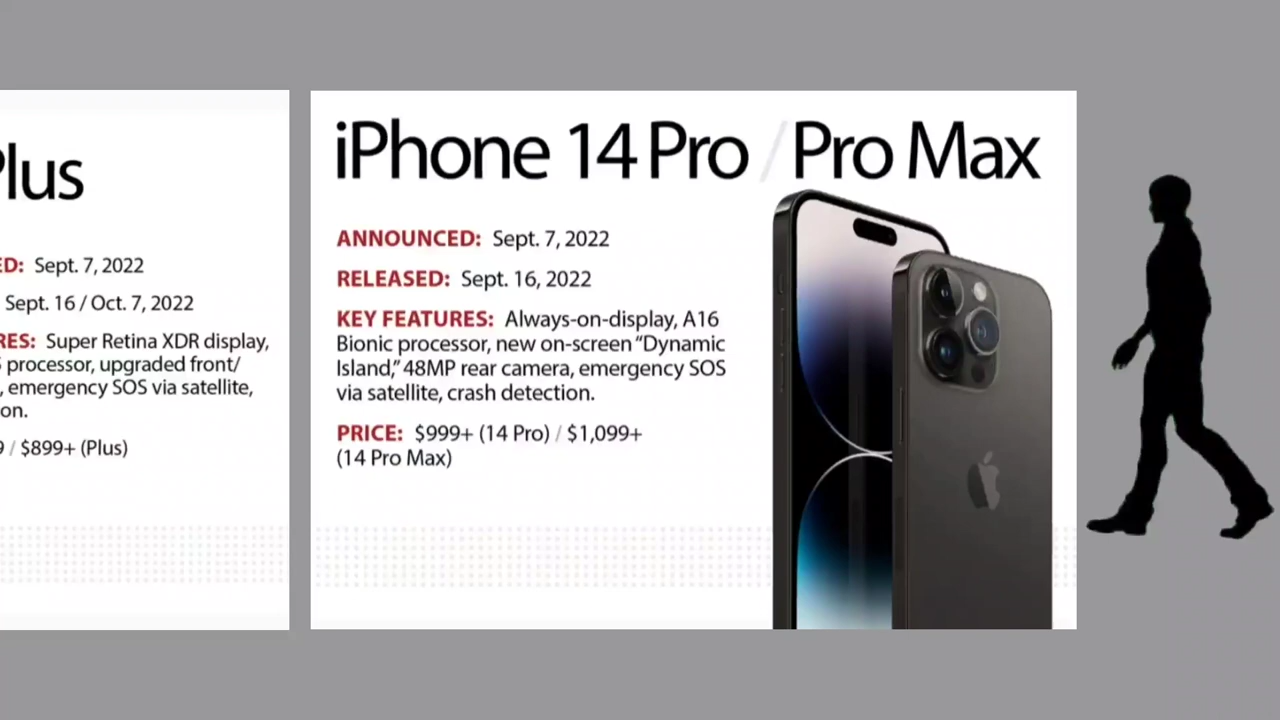 Plus
ED: Sept. 7, 2022
Sept. 16 / Oct. 7, 2022
RES: Super Retina XDR display,
processor, upgraded front/
, emergency SOS via satellite,
on.
/ $899+ (Plus)
iPhone 14 Pro / Pro Max
ANNOUNCED: Sept. 7, 2022
RELEASED: Sept. 16, 2022
KEY FEATURES: Always-on-display, A16
Bionic processor, new on-screen “Dynamic
Island,” 48MP rear camera, emergency SOS
via satellite, crash detection.
PRICE: $999+ (14 Pro) / $1,099+
(14 Pro Max)